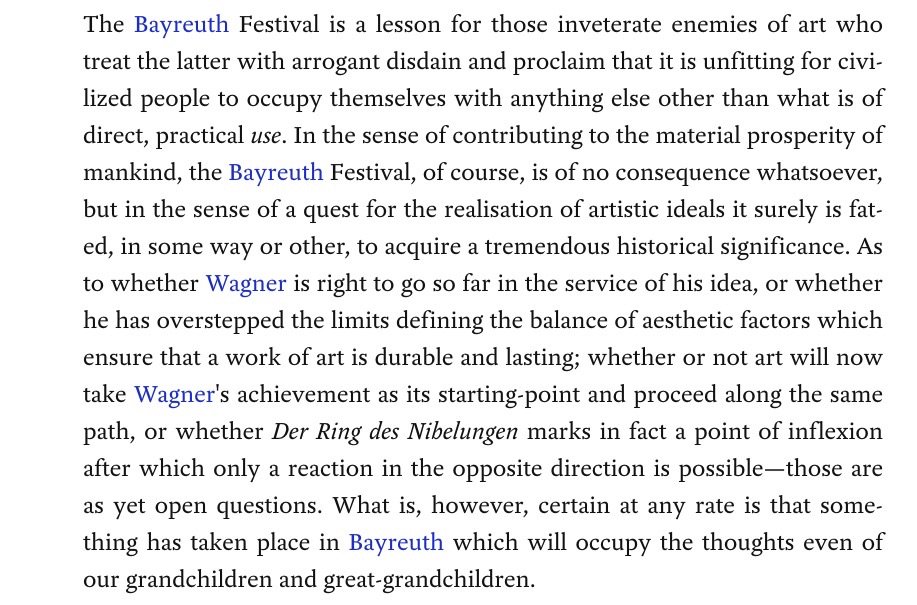 The Bayreuth Festival is a lesson for those inveterate enemies of art who
treat the latter with arrogant disdain and proclaim that it is unfitting for civi-
lized people to occupy themselves with anything else other than what is of
direct, practical use. In the sense of contributing to the material prosperity of
mankind, the Bayreuth Festival, of course, is of no consequence whatsoever,
but in the sense of a quest for the realisation of artistic ideals it surely is fat-
ed, in some way or other, to acquire a tremendous historical significance. As
to whether Wagner is right to go so far in the service of his idea, or whether
he has overstepped the limits defining the balance of aesthetic factors which
ensure that a work of art is durable and lasting; whether or not art will now
take Wagner's achievement as its starting-point and proceed along the same
path, or whether Der Ring des Nibelungen marks in fact a point of inflexion
after which only a reaction in the opposite direction is possible—those are
as yet open questions. What is, however, certain at any rate is that some-
thing has taken place in Bayreuth which will occupy the thoughts even of
our grandchildren and great-grandchildren.